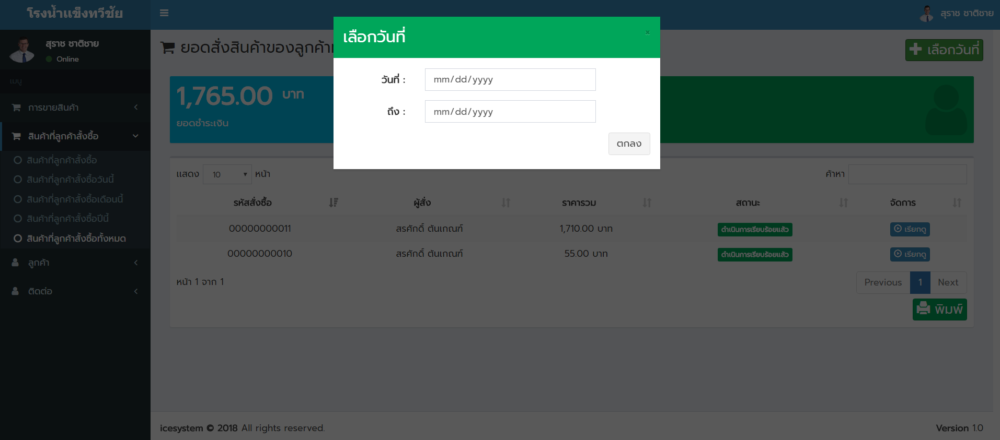 โรงน้ำแข็งทวีชัย
สุราช ชาติชาย
สุราช ชาติชาย
Online
เมนู
การขายสินค้า
สินค้าที่ลูกค้าสั้งซื้อ
สินค้าที่ลูกค้าสั้งซื้อ
สินค้าที่ลูกค้าสั้งซื้อวันนี้
สินค้าที่ลูกค้าสั้งซื้อเดือนนี้
สินค้าที่ลูกค้าสั้งซื้อปีนี้
สินค้าที่ลูกค้าสั้งซื้อทั้งหมด
ลูกค้า
ติดต่อ
ยอดสั่งสินค้าของลูกค้า
เลือกวันที่
เลือกวันที่
×
วันที่ :
mm/dd/yyyy
ถึง :
mm/dd/yyyy
ตกลง
1,765.00 บาท
ยอดชำระเงิน
แสดง 10 หน้า
ค้าหา
รหัสสั่งซื้อ ผู้สั่ง ราคารวม สถานะ จัดการ
00000000011 สรศักดิ์ ต้นเกณฑ์ 1,710.00 บาท ดำเนินการเรียบร้อยแล้ว เรียกดู
00000000010 สรศักดิ์ ต้นเกณฑ์ 55.00 บาท ดำเนินการเรียบร้อยแล้ว เรียกดู
หน้า 1 จาก 1
Previous 1 Next
พิมพ์
icesystem © 2018 All rights reserved.
Version 1.0